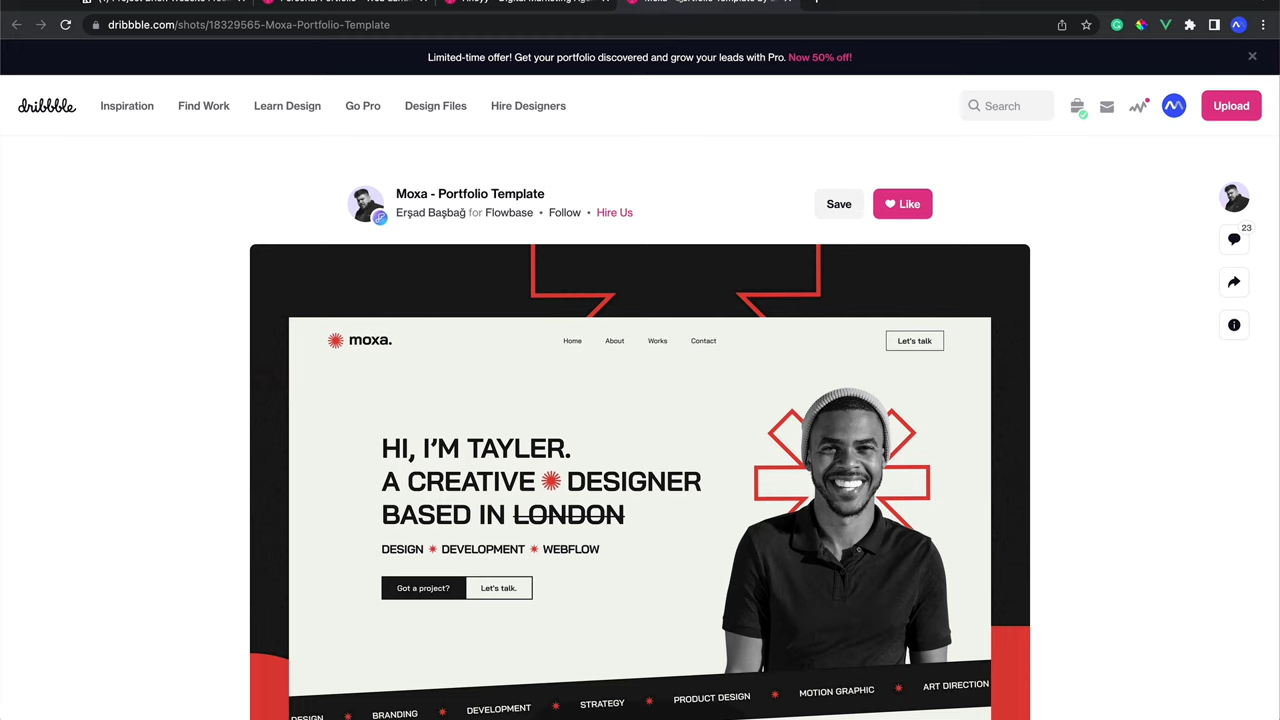 dribbble.com/shots/18329565-Moxa-Portfolio-Template
Limited-time offer! Get your portfolio discovered and grow your leads with Pro. Now 50% off!
dribbble
Inspiration
Find Work
Learn Design
Go Pro
Design Files
Hire Designers
Search
Upload
Moxa - Portfolio Template
Erşad Başbağ for Flowbase • Follow • Hire Us
Save
Like
23
moxa.
Home
About
Works
Contact
Let's talk
HI, I'M TAYLER.
A CREATIVE DESIGNER
BASED IN LONDON
DESIGN DEVELOPMENT WEBFLOW
Got a project?
Let's talk.
DESIGN BRANDING DEVELOPMENT STRATEGY PRODUCT DESIGN MOTION GRAPHIC ART DIRECTION